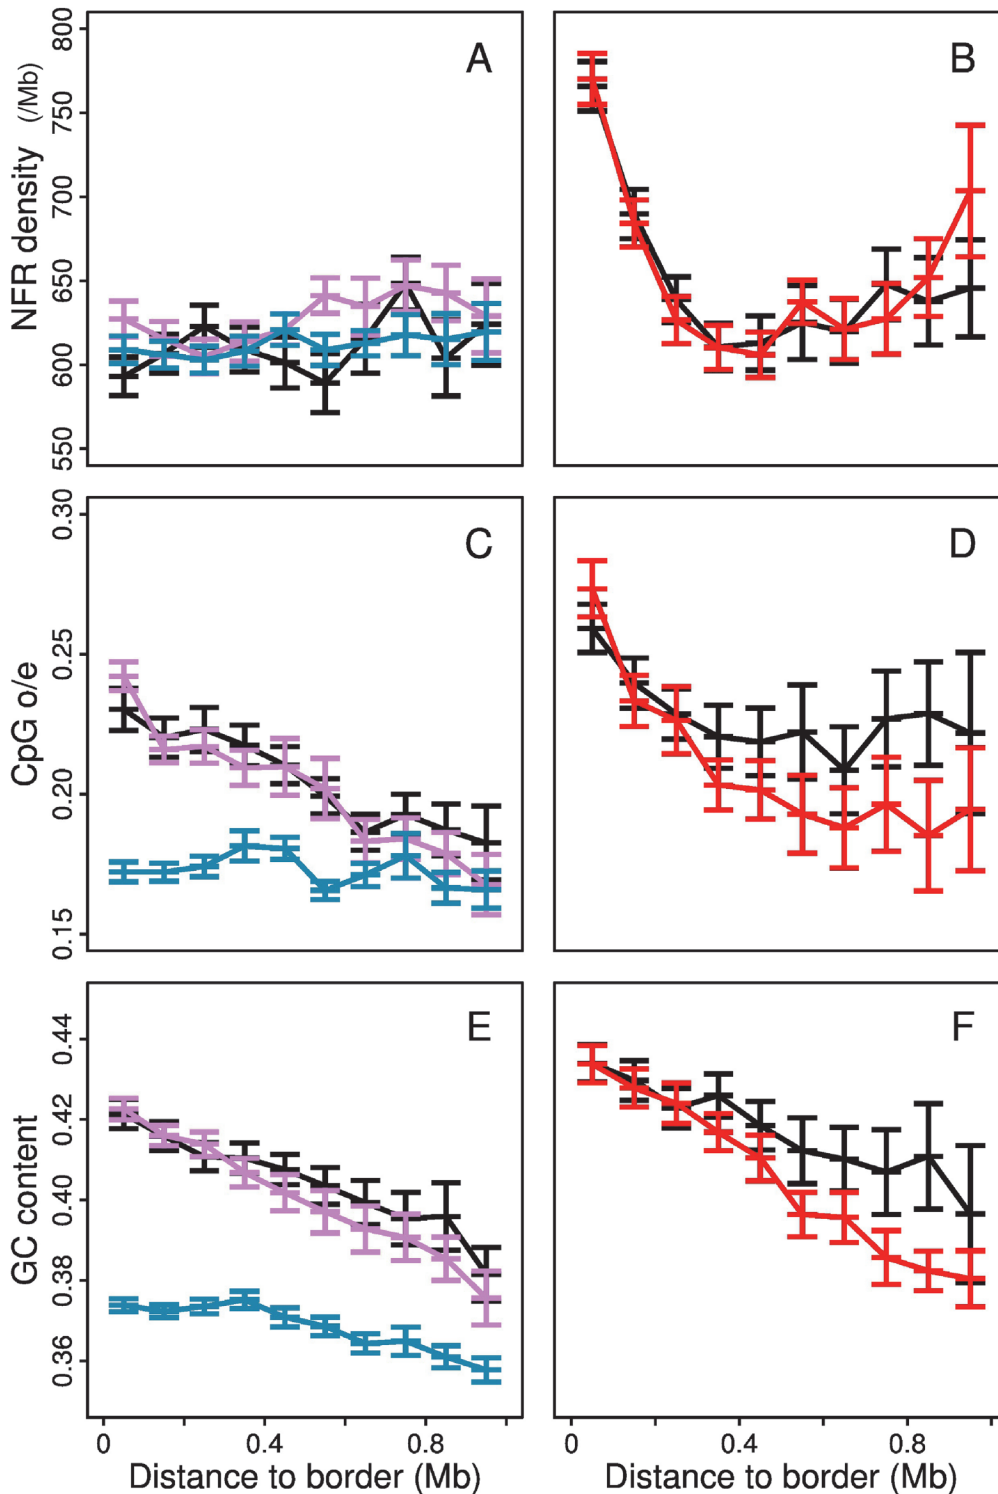 A
B
NFR density (/Mb)
800
750
700
650
600
550
C
D
CpG o/e
0.30
0.25
0.20
0.15
E
F
GC content
0.44
0.42
0.40
0.38
0.36
0 0.4 0.8
0 0.4 0.8
Distance to border (Mb)
Distance to border (Mb)